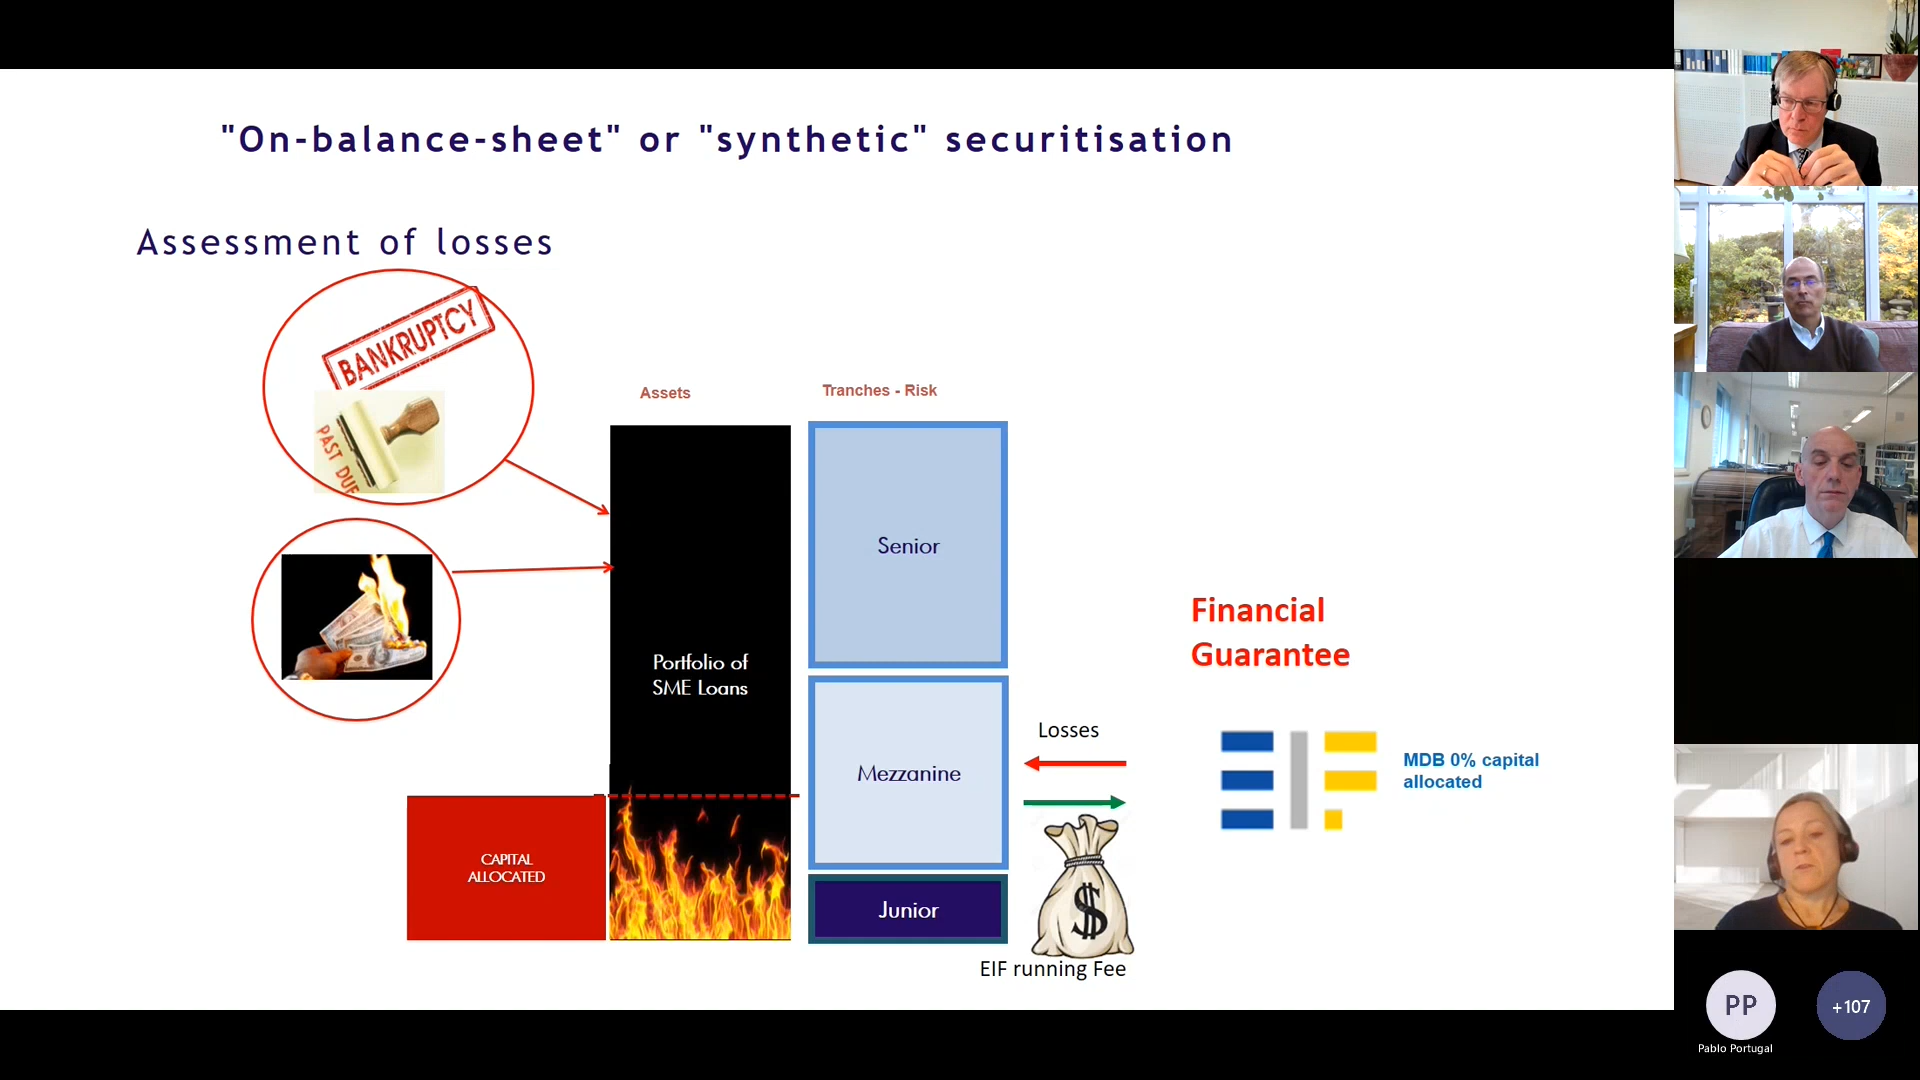 "On-balance-sheet" or "synthetic" securitisation
Assessment of losses
BANKRUPTCY
PAST DUE
Assets
Tranches - Risk
Senior
Portfolio of
SME Loans
Mezzanine
Junior
CAPITAL
ALLOCATED
Losses
$
EIF running Fee
Financial
Guarantee
EIF
MDB 0% capital
allocated
PP
+107
Pablo Portugal